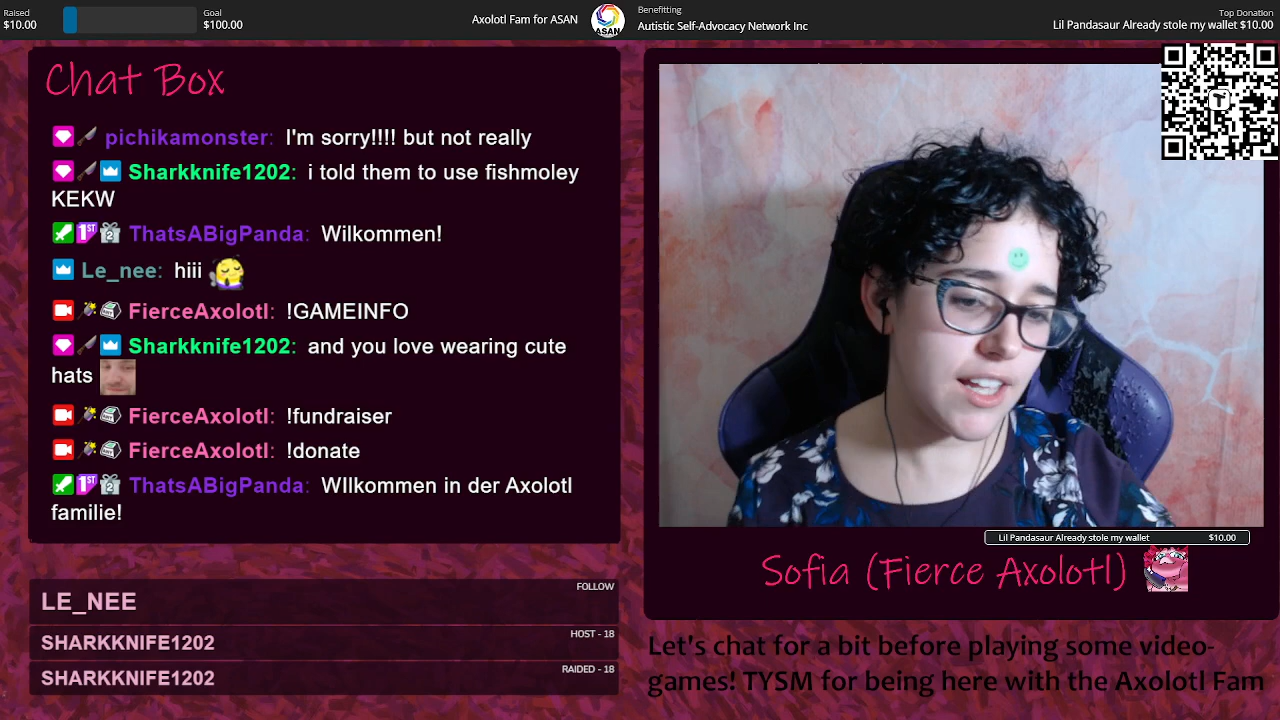 Raised
$10.00
Goal
$100.00
Axolotl Fam for ASAN
ASAN
Benefitting
Autistic Self-Advocacy Network Inc
Top Donation
Lil Pandasaur Already stole my wallet $10.00
Chat Box
pichikamonster: I'm sorry!!!! but not really
Sharkknife1202: i told them to use fishmoley
KEKW
1ST 2 ThatsABigPanda: Wilkommen!
Le_nee: hiii
FierceAxolotl: !GAMEINFO
Sharkknife1202: and you love wearing cute
hats
FierceAxolotl: !fundraiser
FierceAxolotl: !donate
1ST 2 ThatsABigPanda: WIlkommen in der Axolotl
familie!
LE_NEE
FOLLOW
SHARKKNIFE1202
HOST - 18
SHARKKNIFE1202
RAIDED - 18
Lil Pandasaur Already stole my wallet $10.00
Sofia (Fierce Axolotl)
Let's chat for a bit before playing some video-
games! TYSM for being here with the Axolotl Fam